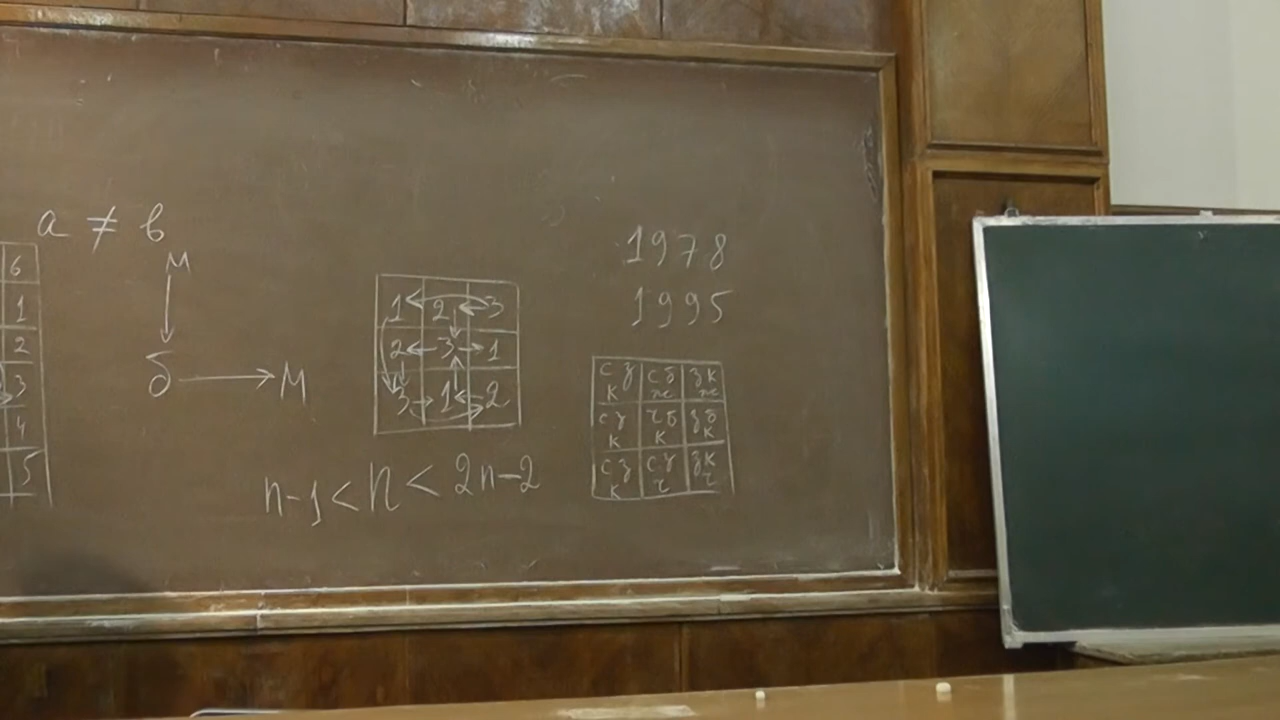 a ≠ b
6
1
2
3
4
5
м
б → м
1 2 3
2 ← 3 → 1
3 → 1 ← 2
n-1 < n < 2n-2
1978
1995
с з к с б ж з к ж
с у к ч б к з б к
с з к с у ч з к ч